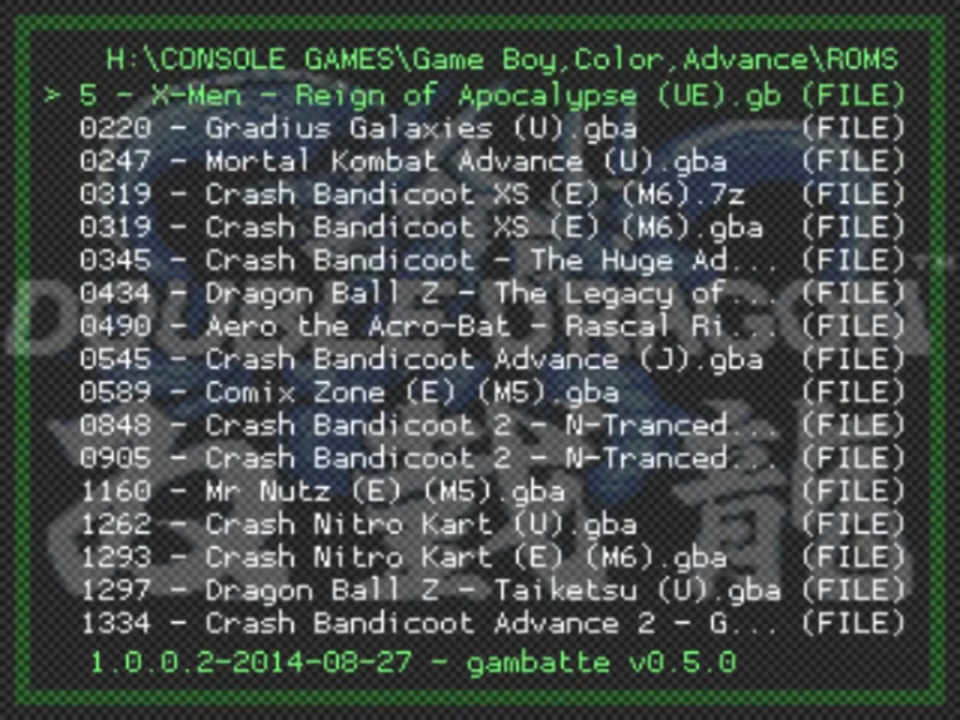 H:\CONSOLE GAMES\Game Boy,Color,Advance\ROMS
> 5 - X-Men - Reign of Apocalypse (UE).gb (FILE)
0220 - Gradius Galaxies (U).gba (FILE)
0247 - Mortal Kombat Advance (U).gba (FILE)
0319 - Crash Bandicoot XS (E) (M6).7z (FILE)
0319 - Crash Bandicoot XS (E) (M6).gba (FILE)
0345 - Crash Bandicoot - The Huge Ad... (FILE)
0434 - Dragon Ball Z - The Legacy of... (FILE)
DOUBLE DRAGON
0490 - Aero the Acro-Bat - Rascal Ri... (FILE)
0545 - Crash Bandicoot Advance (J).gba (FILE)
0589 - Comix Zone (E) (M5).gba (FILE)
0848 - Crash Bandicoot 2 - N-Tranced... (FILE)
0905 - Crash Bandicoot 2 - N-Tranced... (FILE)
1160 - Mr Nutz (E) (M5).gba (FILE)
1262 - Crash Nitro Kart (U).gba (FILE)
1293 - Crash Nitro Kart (E) (M6).gba (FILE)
1297 - Dragon Ball Z - Taiketsu (U).gba (FILE)
1334 - Crash Bandicoot Advance 2 - G... (FILE)
1.0.0.2-2014-08-27 - gambatte v0.5.0